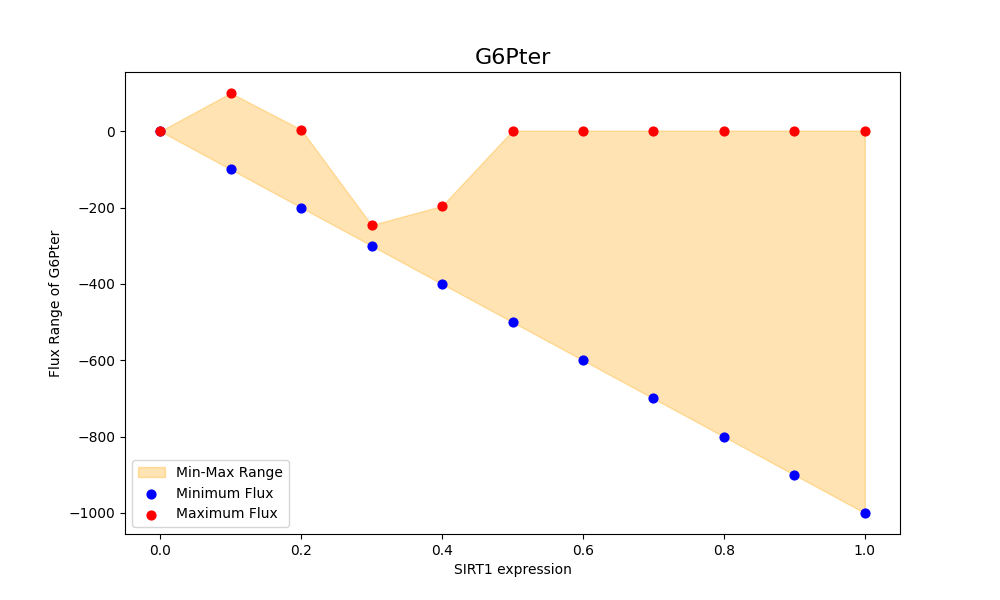 G6Pter
Flux Range of G6Pter
0
−200
−400
−600
−800
−1000
Min-Max Range
Minimum Flux
Maximum Flux
0.0 0.2 0.4 0.6 0.8 1.0
SIRT1 expression